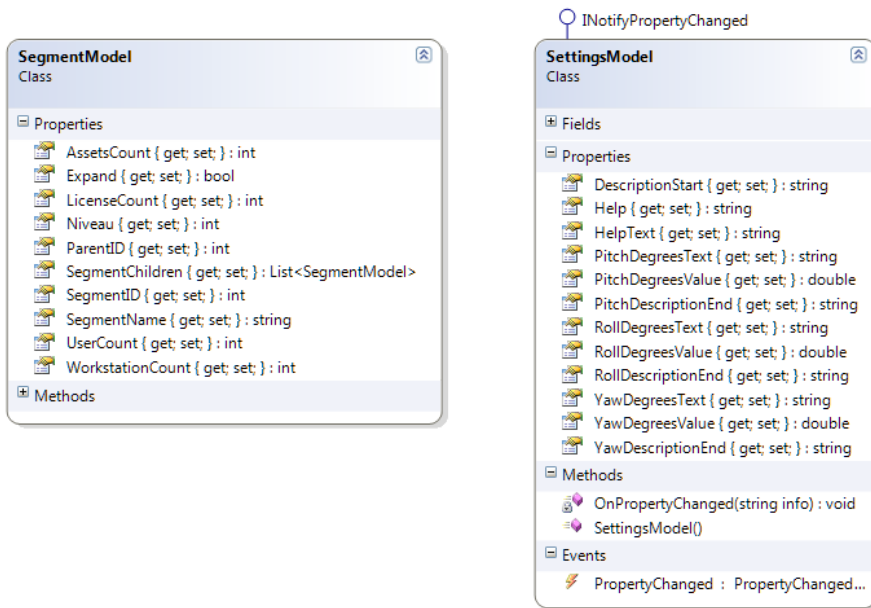 SegmentModel
Class
Properties
AssetsCount { get; set; } : int
Expand { get; set; } : bool
LicenseCount { get; set; } : int
Niveau { get; set; } : int
ParentID { get; set; } : int
SegmentChildren { get; set; } : List<SegmentModel>
SegmentID { get; set; } : int
SegmentName { get; set; } : string
UserCount { get; set; } : int
WorkstationCount { get; set; } : int
Methods
INotifyPropertyChanged
SettingsModel
Class
Fields
Properties
DescriptionStart { get; set; } : string
Help { get; set; } : string
HelpText { get; set; } : string
PitchDegreesText { get; set; } : string
PitchDegreesValue { get; set; } : double
PitchDescriptionEnd { get; set; } : string
RollDegreesText { get; set; } : string
RollDegreesValue { get; set; } : double
RollDescriptionEnd { get; set; } : string
YawDegreesText { get; set; } : string
YawDegreesValue { get; set; } : double
YawDescriptionEnd { get; set; } : string
Methods
OnPropertyChanged(string info) : void
SettingsModel()
Events
PropertyChanged : PropertyChanged...